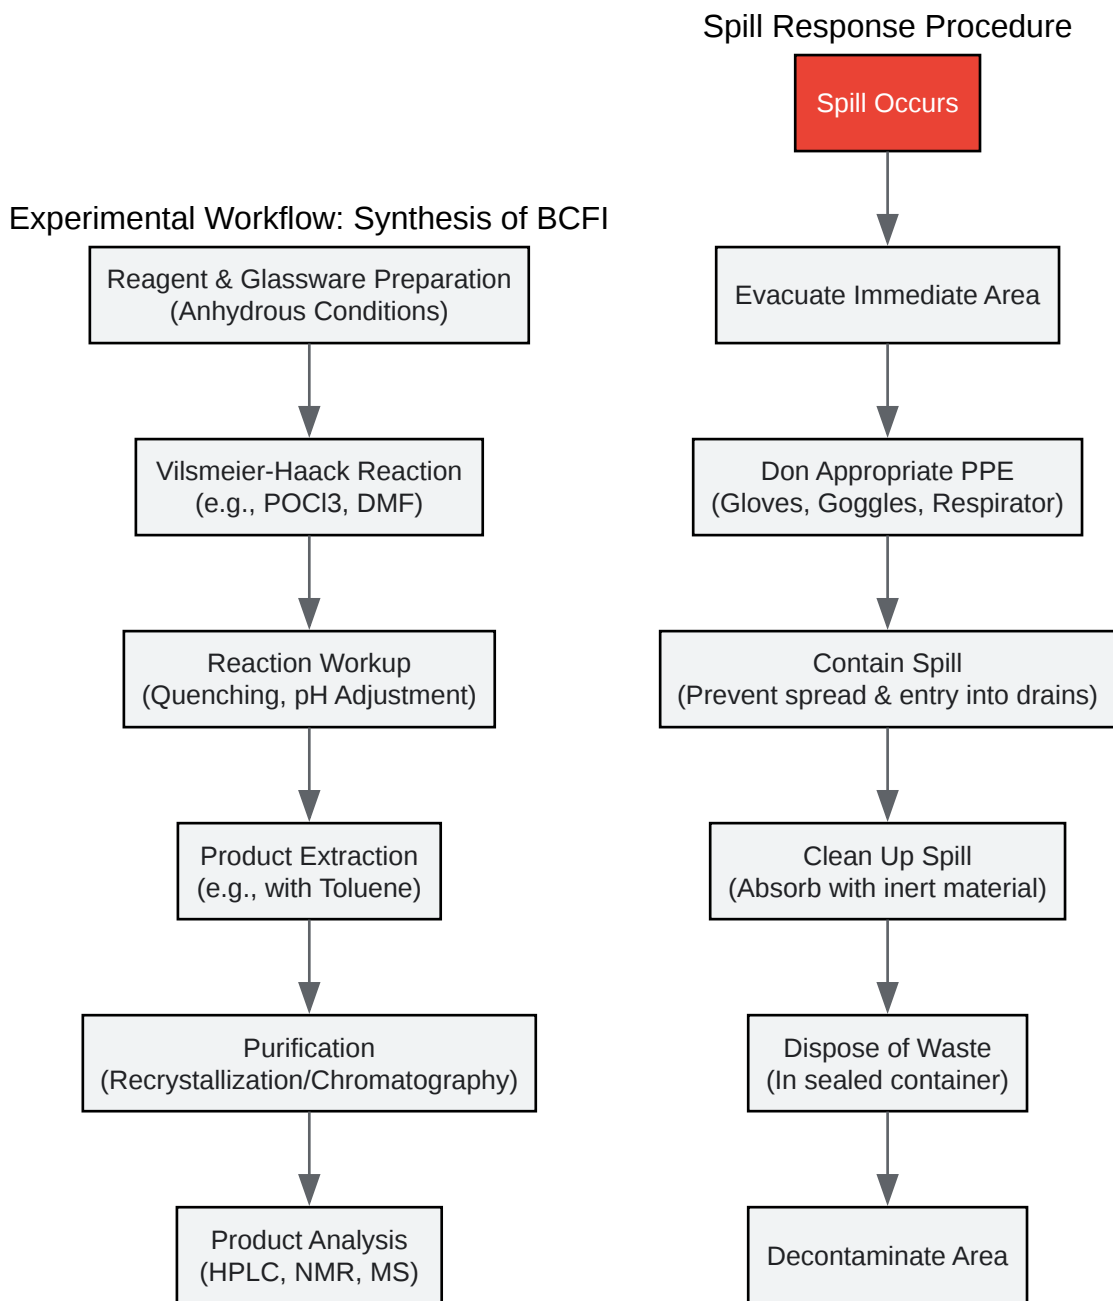 Experimental Workflow: Synthesis of BCFI
Reagent & Glassware Preparation
(Anhydrous Conditions)
Vilsmeier-Haack Reaction
(e.g., POCl3, DMF)
Reaction Workup
(Quenching, pH Adjustment)
Product Extraction
(e.g., with Toluene)
Purification
(Recrystallization/Chromatography)
Product Analysis
(HPLC, NMR, MS)
Spill Response Procedure
Spill Occurs
Evacuate Immediate Area
Don Appropriate PPE
(Gloves, Goggles, Respirator)
Contain Spill
(Prevent spread & entry into drains)
Clean Up Spill
(Absorb with inert material)
Dispose of Waste
(In sealed container)
Decontaminate Area